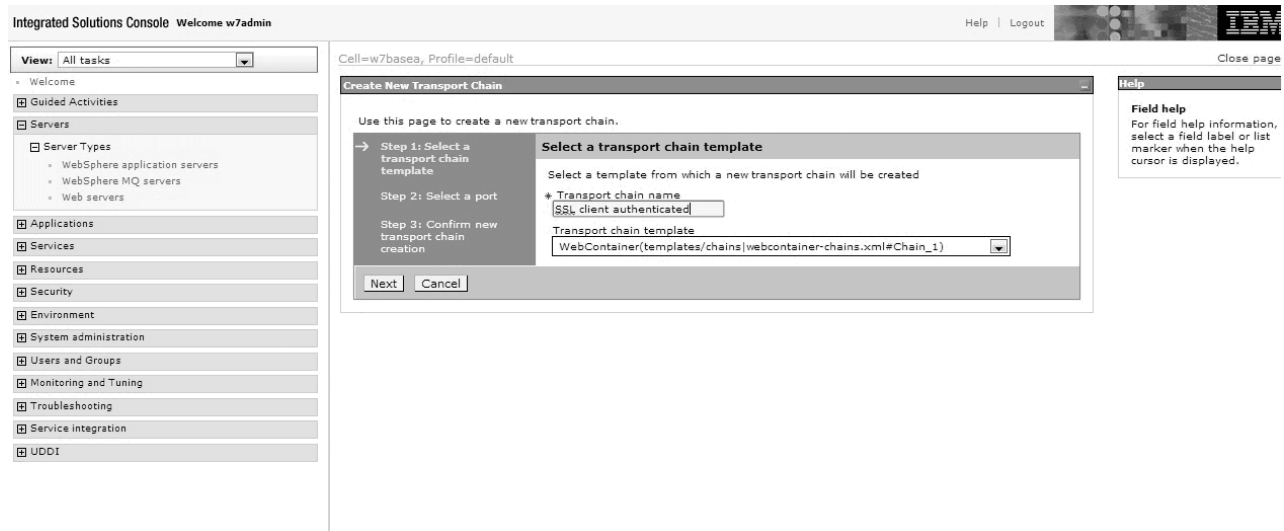 Integrated Solutions Console Welcome w7admin
Help | Logout
IBM
View: All tasks
Welcome
Guided Activities
Servers
Server Types
WebSphere application servers
WebSphere MQ servers
Web servers
Applications
Services
Resources
Security
Environment
System administration
Users and Groups
Monitoring and Tuning
Troubleshooting
Service integration
UDDI
Cell=w7basea, Profile=default
Close page
Create New Transport Chain
Use this page to create a new transport chain.
Step 1: Select a
transport chain
template
Step 2: Select a port
Step 3: Confirm new
transport chain
creation
Select a transport chain template
Select a template from which a new transport chain will be created
* Transport chain name
SSL client authenticated
Transport chain template
WebContainer(templates/chains|webcontainer-chains.xml#Chain_1)
Next Cancel
Help
Field help
For field help information,
select a field label or list
marker when the help
cursor is displayed.